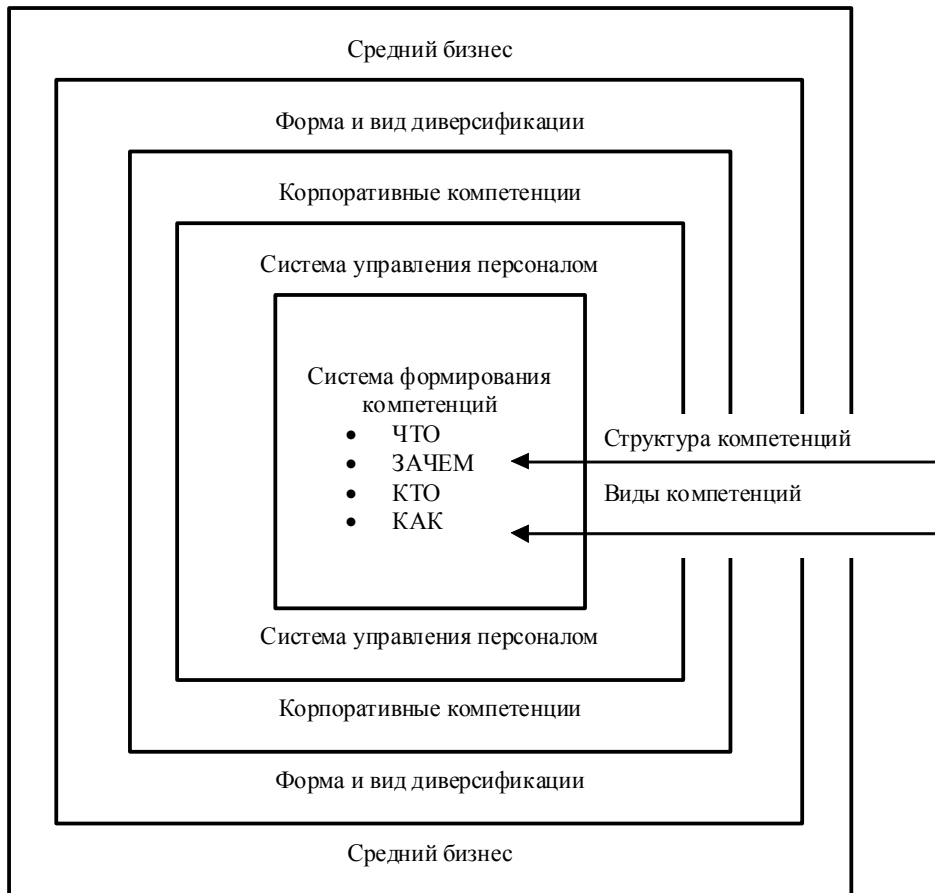 Средний бизнес
Форма и вид диверсификации
Корпоративные компетенции
Система управления персоналом
Система формирования
компетенций
• ЧТО
• ЗАЧЕМ
• КТО
• КАК
Структура компетенций
Виды компетенций
Система управления персоналом
Корпоративные компетенции
Форма и вид диверсификации
Средний бизнес